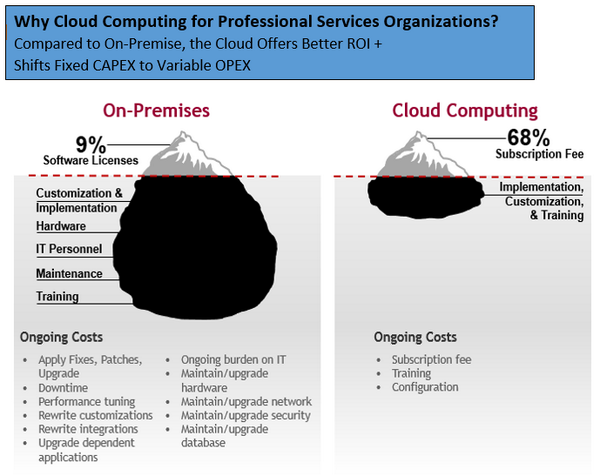 Why Cloud Computing for Professional Services Organizations?
Compared to On-Premise, the Cloud Offers Better ROI +
Shifts Fixed CAPEX to Variable OPEX
On-Premises
9%
Software Licenses
Customization &
Implementation
Hardware
IT Personnel
Maintenance
Training
Ongoing Costs
• Apply Fixes, Patches,
Upgrade
• Downtime
• Performance tuning
• Rewrite customizations
• Rewrite integrations
• Upgrade dependent
applications
• Ongoing burden on IT
• Maintain/upgrade
hardware
• Maintain/upgrade network
• Maintain/upgrade security
• Maintain/upgrade
database
Cloud Computing
68%
Subscription Fee
Implementation,
Customization,
& Training
Ongoing Costs
• Subscription fee
• Training
• Configuration